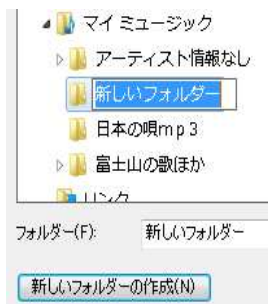 マイ ミュージック
アーティスト情報なし
新しいフォルダー
日本の唄mp3
富士山の歌ほか
リンク
フォルダー(F): 新しいフォルダー
新しいフォルダーの作成(N)